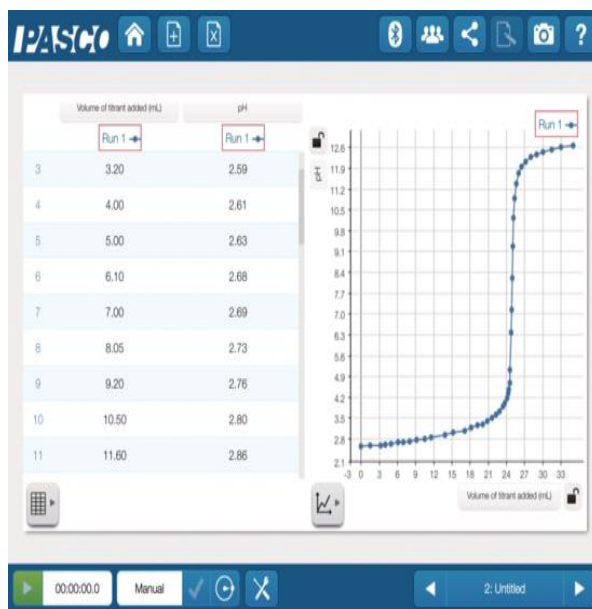 PASCO
?
Volume of titrant added (mL) pH
Run 1 Run 1
3 3.20 2.59
4 4.00 2.61
5 5.00 2.63
6 6.10 2.68
7 7.00 2.69
8 8.05 2.73
9 9.20 2.76
10 10.50 2.80
11 11.60 2.86
Run 1
pH
12.6
11.9
11.2
10.5
9.8
9.1
8.4
7.7
7.0
6.3
5.6
4.9
4.2
3.5
2.8
2.1
-3 0 3 6 9 12 15 18 21 24 27 30 33
Volume of titrant added (mL)
00:00:00.0 Manual 2: Untitled